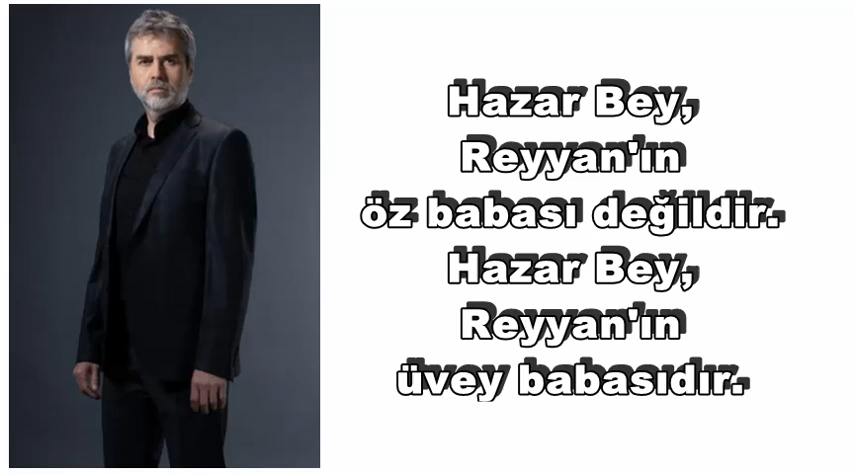 Hazar Bey,
Reyyan'ın
öz babası değildir.
Hazar Bey,
Reyyan'ın
üvey babasıdır.